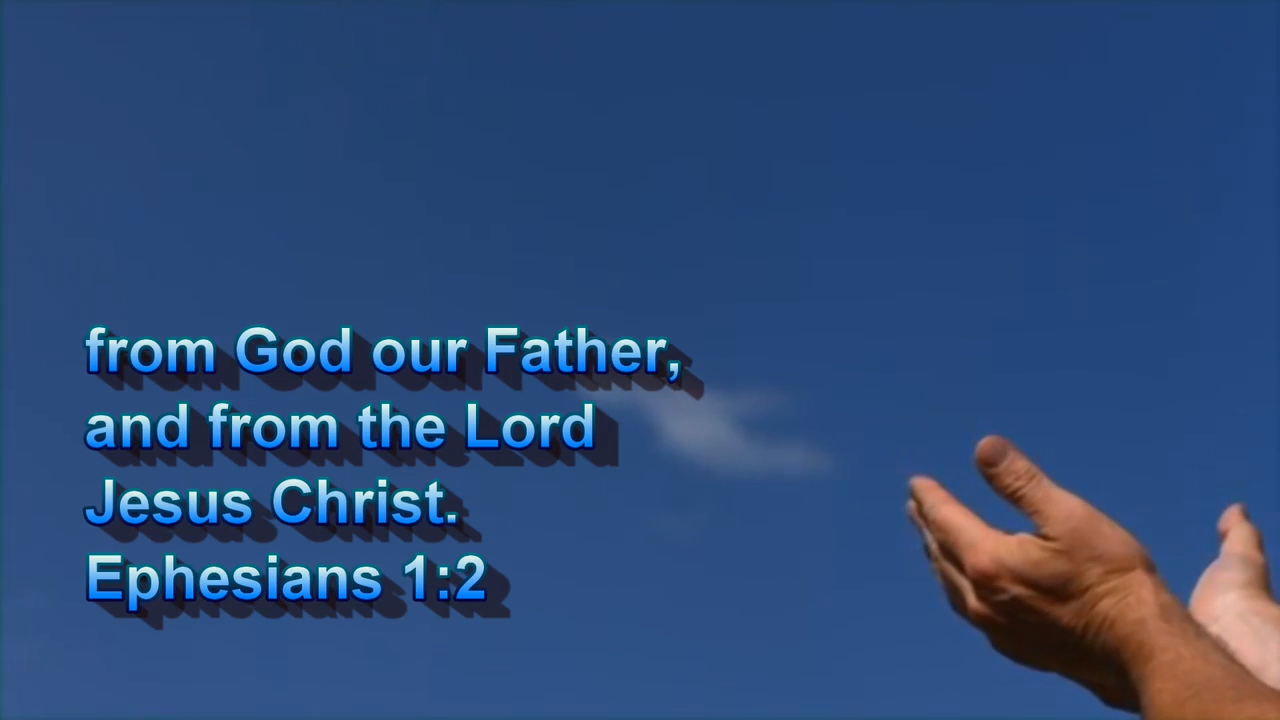 from God our Father,
and from the Lord
Jesus Christ.
Ephesians 1:2